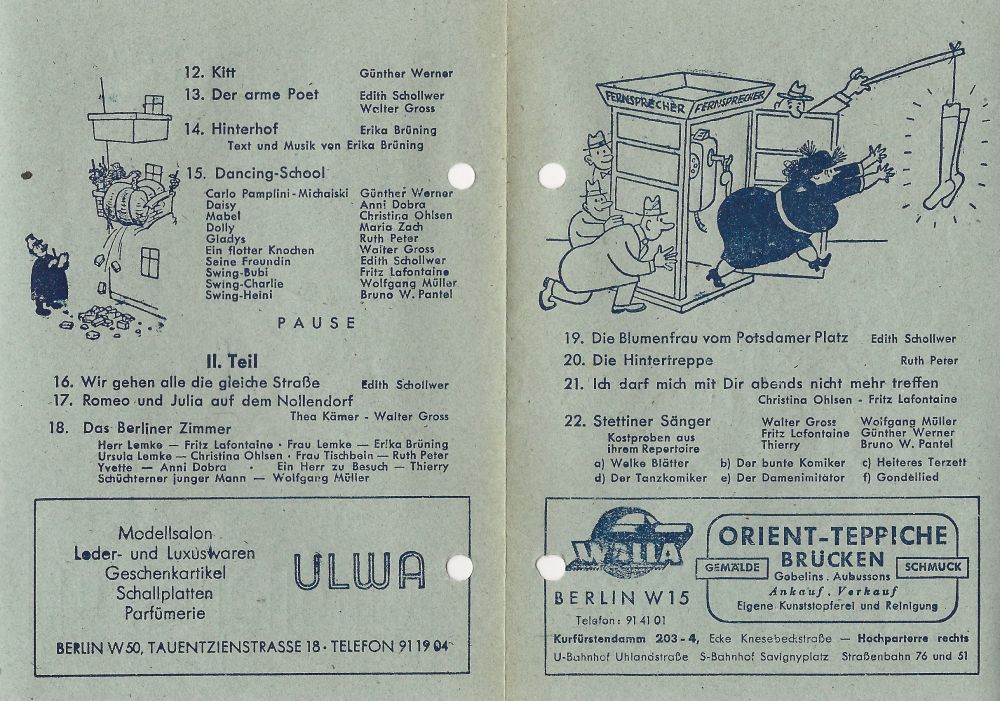 12. Kitt Günther Werner
13. Der arme Poet Edith Schollwer
Walter Gross
14. Hinterhof Erika Brüning
Text und Musik von Erika Brüning
15. Dancing-School
Carlo Pamplini-Michalski Günther Werner
Daisy Anni Dobra
Mabel Christina Ohlsen
Dolly Maria Zach
Gladys Ruth Peter
Ein flotter Knochen Walter Gross
Seine Freundin Edith Schollwer
Swing-Bubi Fritz Lafontaine
Swing-Charlie Wolfgang Müller
Swing-Heini Bruno W. Pantel
PAUSE
II. Teil
16. Wir gehen alle die gleiche Straße Edith Schollwer
17. Romeo und Julia auf dem Nollendorf
Thea Kämer - Walter Gross
18. Das Berliner Zimmer
Herr Lemke — Fritz Lafontaine · Frau Lemke — Erika Brüning
Ursula Lemke — Christina Ohlsen · Frau Tischbein — Ruth Peter
Yvette — Anni Dobra · Ein Herr zu Besuch — Thierry
Schüchterner junger Mann — Wolfgang Müller
Modellsalon
Leder- und Luxuswaren
Geschenkartikel
Schallplatten
Parfümerie
ULWA
BERLIN W50, TAUENTZIENSTRASSE 18 · TELEFON 91 19 04
FERNSPRECHER FERNSPRECHER
19. Die Blumenfrau vom Potsdamer Platz Edith Schollwer
20. Die Hintertreppe Ruth Peter
21. Ich darf mich mit Dir abends nicht mehr treffen
Christina Ohlsen - Fritz Lafontaine
22. Stettiner Sänger Walter Gross Wolfgang Müller
Kostproben aus Fritz Lafontaine Günther Werner
ihrem Repertoire Thierry Bruno W. Pantel
a) Welke Blätter b) Der bunte Komiker c) Heiteres Terzett
d) Der Tanzkomiker e) Der Damenimitator f) Gondellied
WALLA
BERLIN W15
Telefon: 91 41 01
ORIENT-TEPPICHE
BRÜCKEN
GEMÄLDE SCHMUCK
Gobelins. Aubussons
Ankauf. Verkauf
Eigene Kunststopferei und Reinigung
Kurfürstendamm 203-4, Ecke Knesebeckstraße — Hochparterre rechts
U-Bahnhof Uhlandstraße S-Bahnhof Savignyplatz Straßenbahn 76 und 51